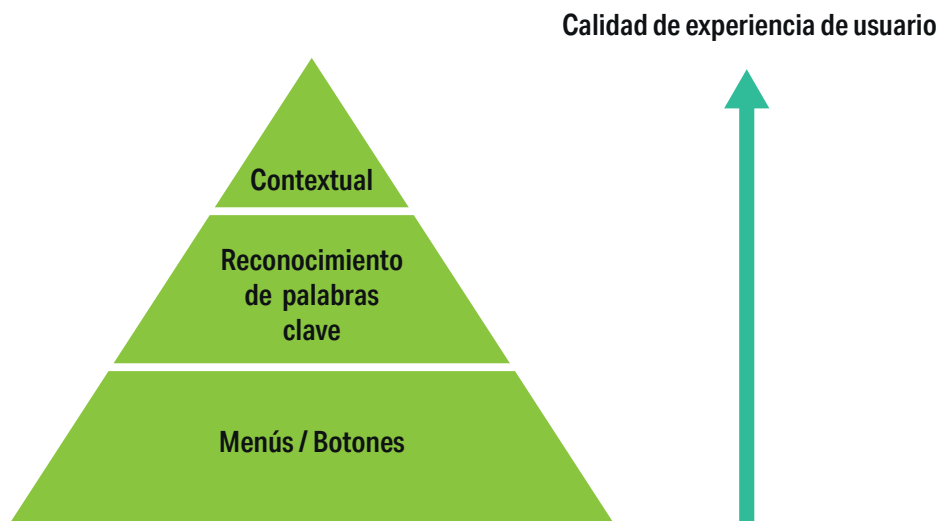 Calidad de experiencia de usuario
Contextual
Reconocimiento
de palabras
clave
Menús / Botones